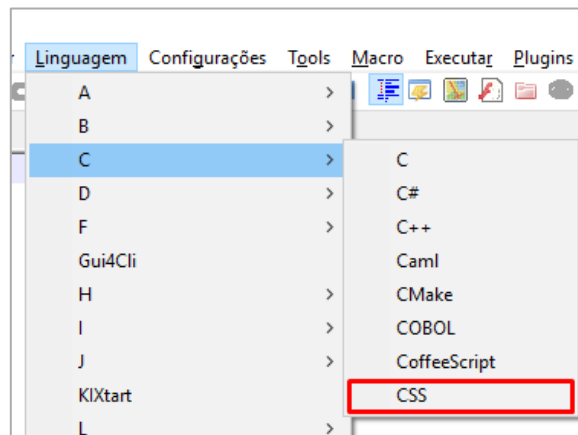 Linguagem Configurações Tools Macro Executar Plugins
A
B
C
D
F
Gui4Cli
H
I
J
KIXtart
L
C
C#
C++
Caml
CMake
COBOL
CoffeeScript
CSS